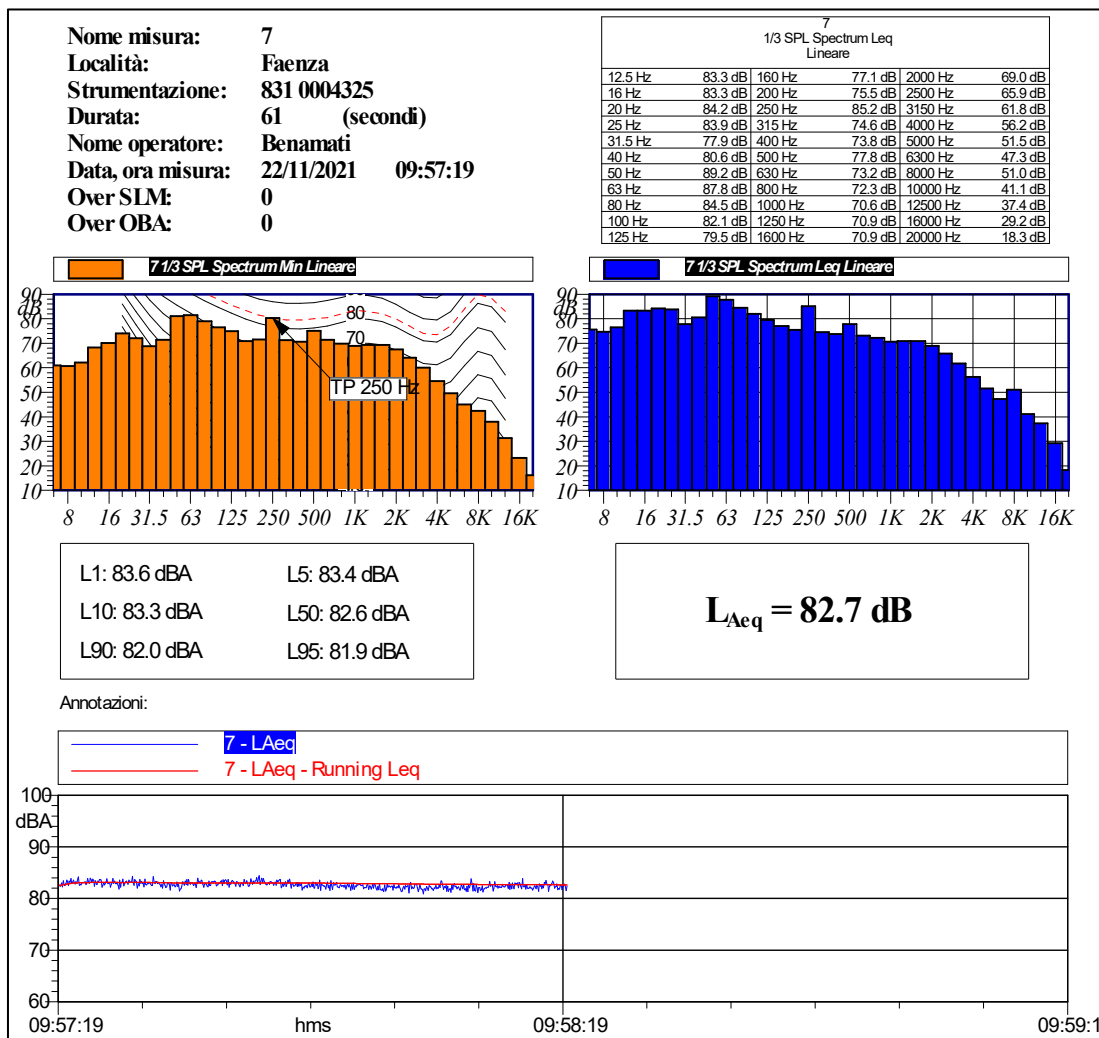 Nome misura: 7
Località: Faenza
Strumentazione: 831 0004325
Durata: 61 (secondi)
Nome operatore: Benamati
Data, ora misura: 22/11/2021 09:57:19
Over SLM: 0
Over OBA: 0
7
1/3 SPL Spectrum Leq
Lineare
12.5 Hz 83.3 dB 160 Hz 77.1 dB 2000 Hz 69.0 dB
16 Hz 83.3 dB 200 Hz 75.5 dB 2500 Hz 65.9 dB
20 Hz 84.2 dB 250 Hz 85.2 dB 3150 Hz 61.8 dB
25 Hz 83.9 dB 315 Hz 74.6 dB 4000 Hz 56.2 dB
31.5 Hz 77.9 dB 400 Hz 73.8 dB 5000 Hz 51.5 dB
40 Hz 80.6 dB 500 Hz 77.8 dB 6300 Hz 47.3 dB
50 Hz 89.2 dB 630 Hz 73.2 dB 8000 Hz 51.0 dB
63 Hz 87.8 dB 800 Hz 72.3 dB 10000 Hz 41.1 dB
80 Hz 84.5 dB 1000 Hz 70.6 dB 12500 Hz 37.4 dB
100 Hz 82.1 dB 1250 Hz 70.9 dB 16000 Hz 29.2 dB
125 Hz 79.5 dB 1600 Hz 70.9 dB 20000 Hz 18.3 dB
7 1/3 SPL Spectrum Min Lineare
90
dB
80
70
60
50
40
30
20
10
80
70
TP 250 Hz
8 16 31.5 63 125 250 500 1K 2K 4K 8K 16K
7 1/3 SPL Spectrum Leq Lineare
90
dB
80
70
60
50
40
30
20
10
8 16 31.5 63 125 250 500 1K 2K 4K 8K 16K
L1: 83.6 dBA L5: 83.4 dBA
L10: 83.3 dBA L50: 82.6 dBA
L90: 82.0 dBA L95: 81.9 dBA
LAeq = 82.7 dB
Annotazioni:
7 - LAeq
7 - LAeq - Running Leq
100
dBA
90
80
70
60
09:57:19 hms 09:58:19 09:59:1